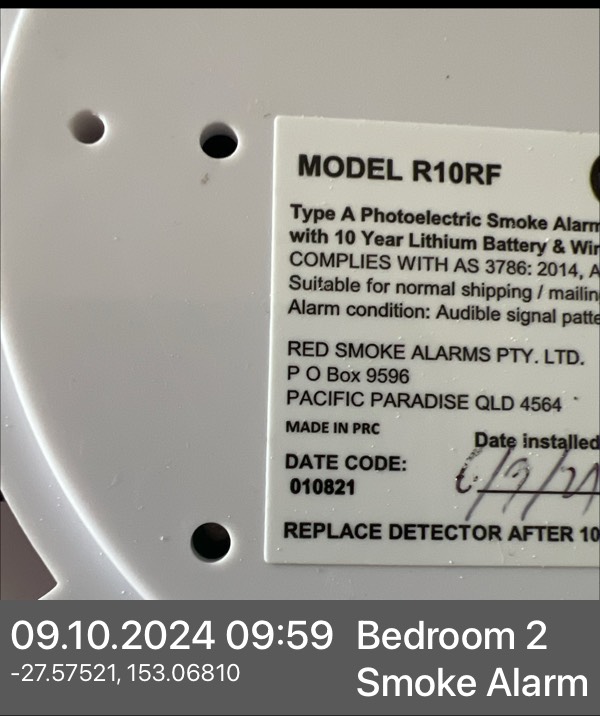 MODEL R10RF
Type A Photoelectric Smoke Alarm
with 10 Year Lithium Battery & Wir
COMPLIES WITH AS 3786: 2014, A
Suitable for normal shipping / mailin
Alarm condition: Audible signal patte
RED SMOKE ALARMS PTY. LTD.
P O Box 9596
PACIFIC PARADISE QLD 4564
MADE IN PRC
Date installed
DATE CODE:
010821
6/9/21
REPLACE DETECTOR AFTER 10
09.10.2024 09:59
-27.57521, 153.06810
Bedroom 2
Smoke Alarm